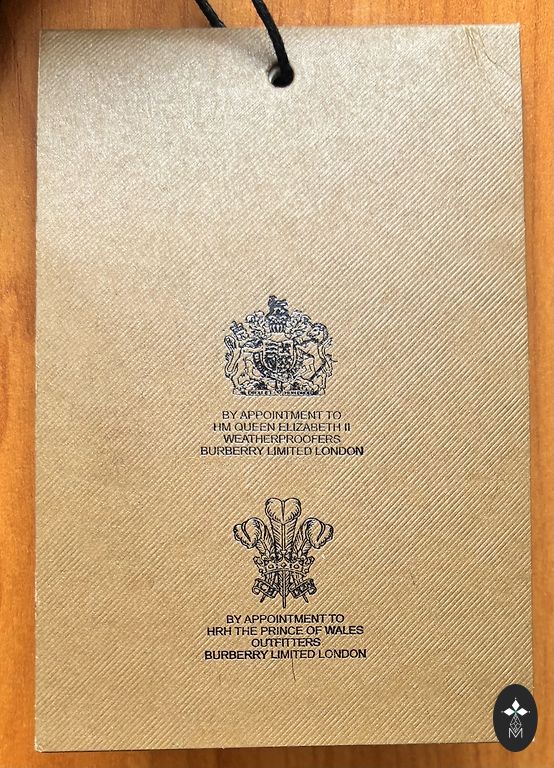 BY APPOINTMENT TO
HM QUEEN ELIZABETH II
WEATHERPROOFERS
BURBERRY LIMITED LONDON
BY APPOINTMENT TO
HRH THE PRINCE OF WALES
OUTFITTERS
BURBERRY LIMITED LONDON
M